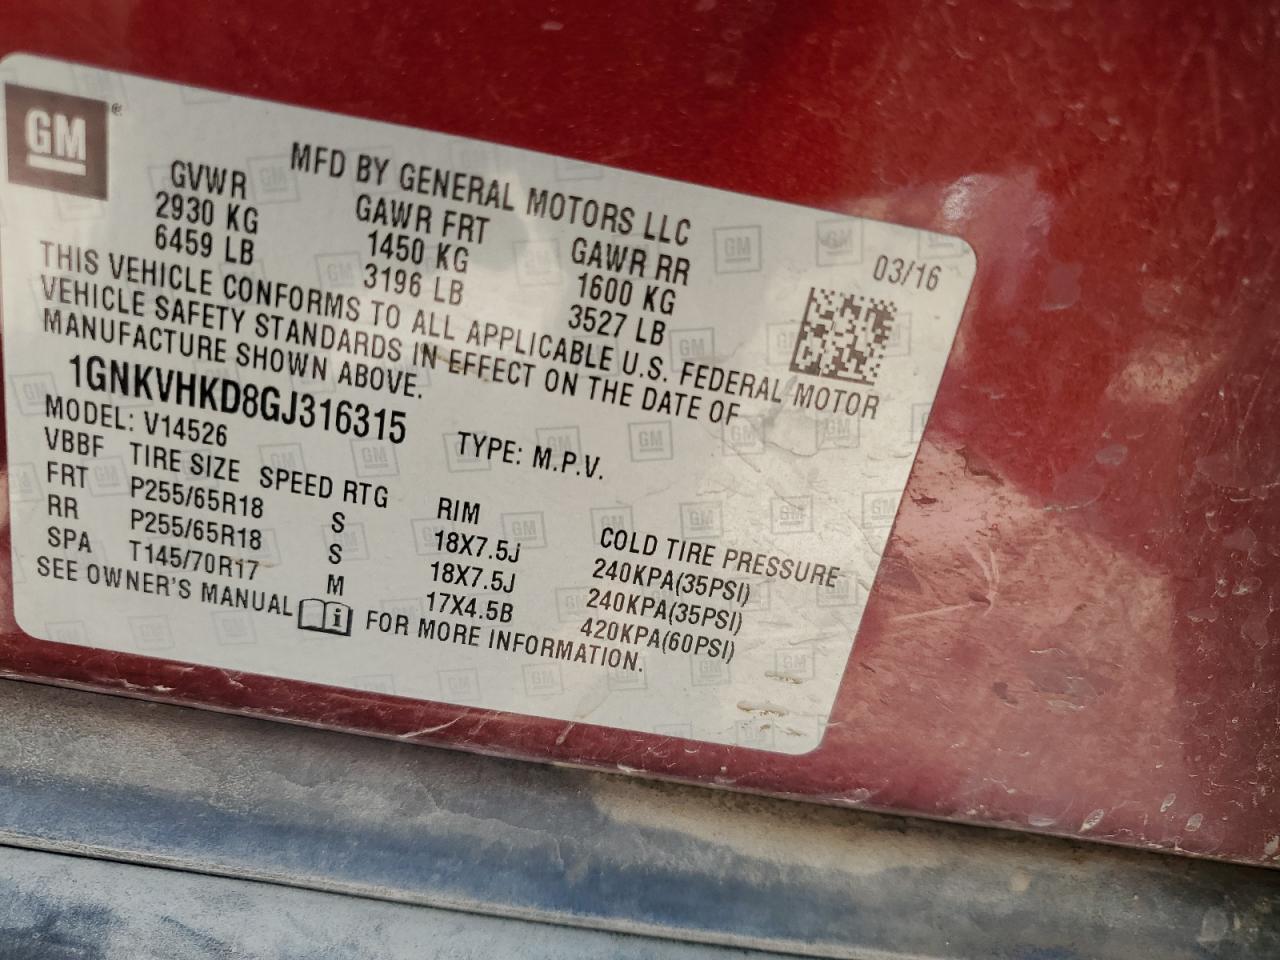 GM ®
MFD BY GENERAL MOTORS LLC
GVWR GAWR FRT GAWR RR 03/16
2930 KG 1450 KG 1600 KG
6459 LB 3196 LB 3527 LB
THIS VEHICLE CONFORMS TO ALL APPLICABLE U.S. FEDERAL MOTOR
VEHICLE SAFETY STANDARDS IN EFFECT ON THE DATE OF
MANUFACTURE SHOWN ABOVE.
1GNKVHKD8GJ316315 TYPE: M.P.V.
MODEL: V14526
VBBF TIRE SIZE SPEED RTG RIM COLD TIRE PRESSURE
FRT P255/65R18 S 18X7.5J 240KPA(35PSI)
RR P255/65R18 S 18X7.5J 240KPA(35PSI)
SPA T145/70R17 M 17X4.5B 420KPA(60PSI)
SEE OWNER'S MANUAL i FOR MORE INFORMATION.